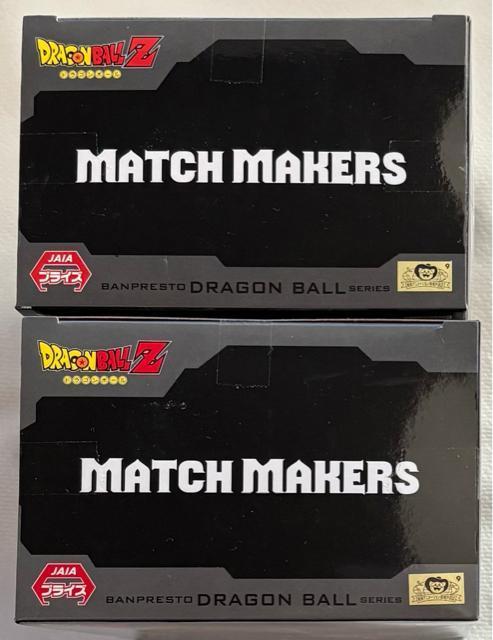 DRAGON BALL Z
ドラゴンボール
MATCH MAKERS
JAIA
プライズ
BANPRESTO DRAGON BALL SERIES
9
DRAGON BALL Z
ドラゴンボール
MATCH MAKERS
JAIA
プライズ
BANPRESTO DRAGON BALL SERIES
9